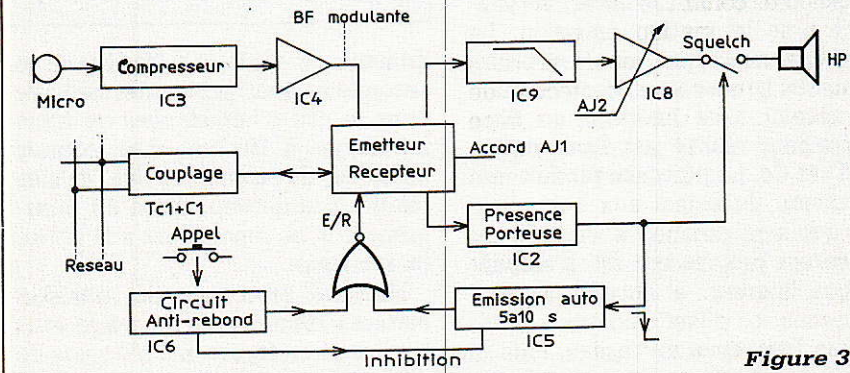 BF modulante
Squelch
Compresseur
HP
Micro
IC3
IC4
IC9
AJ2
IC8
Emetteur
Recepteur
Accord AJ1
Couplage
Tc1+C1
E/R
Presence
Porteuse
IC2
Appel
Reseau
Circuit
Anti-rebond
IC6
Emission auto
5a10 s
IC5
Inhibition
Figure 3